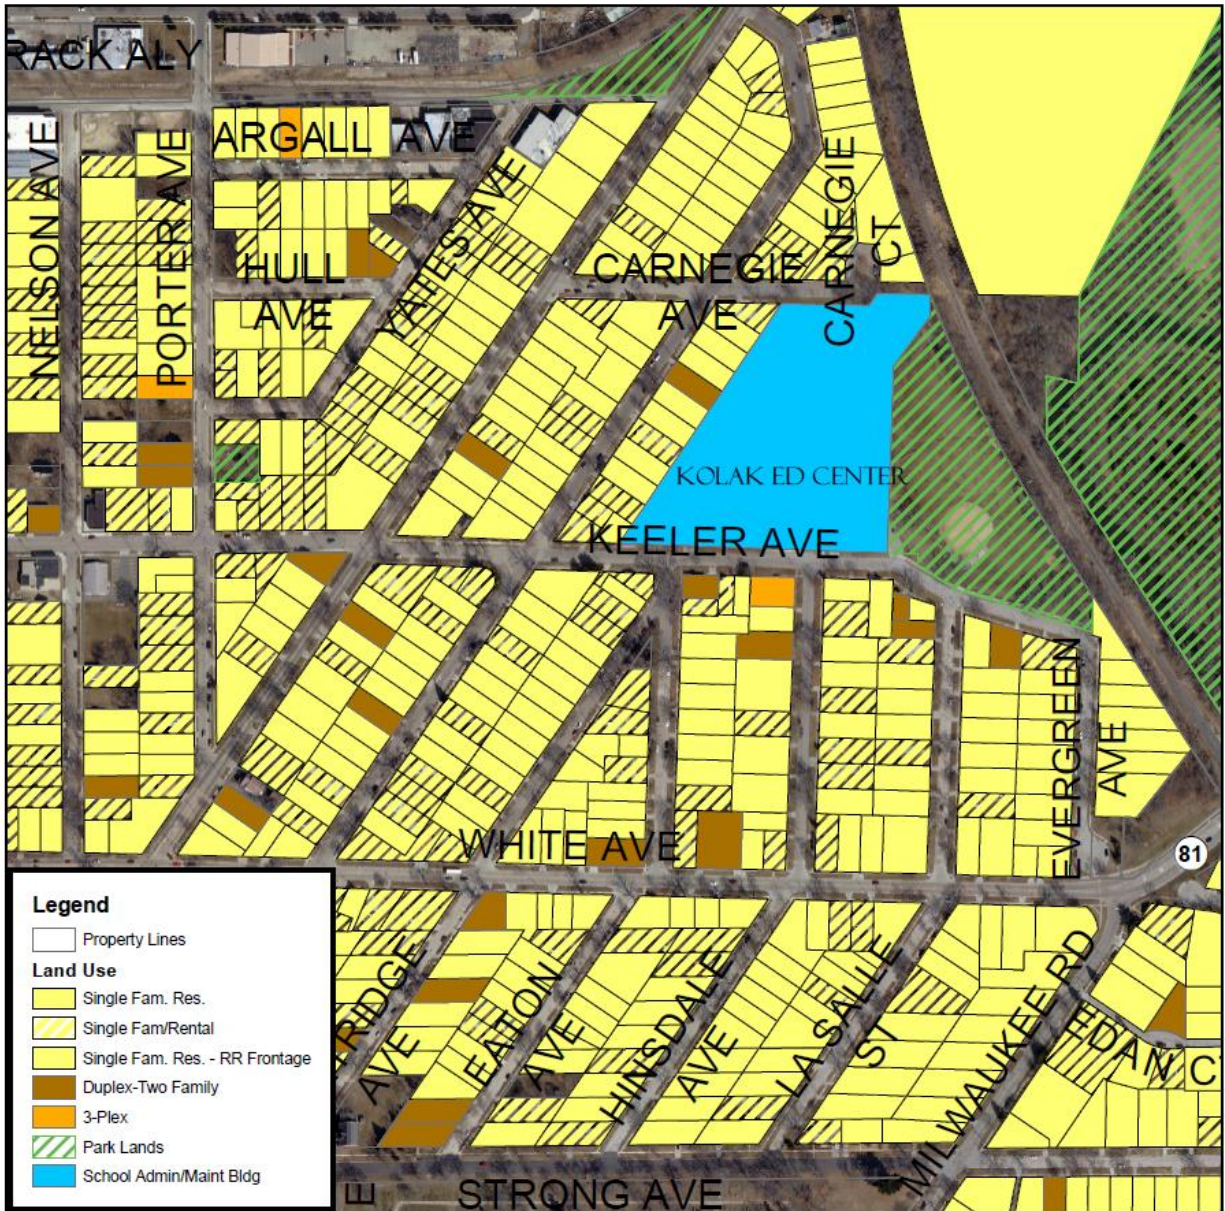 RACK ALY
ARGALL AVE
NELSON AVE
PORTER AVE
YATES AVE
CARNEGIE
CT
HULL
AVE
CARNEGIE
AVE
KOLAK ED CENTER
KEELER AVE
EVERGREEN
AVE
WHITE AVE
81
RIDGE
AVE
EATON
AVE
HINSDALE
AVE
LA SALLE
ST
MILWAUKEE RD
EDAN C
E
STRONG AVE
Legend
Property Lines
Land Use
Single Fam. Res.
Single Fam/Rental
Single Fam. Res. - RR Frontage
Duplex-Two Family
3-Plex
Park Lands
School Admin/Maint Bldg